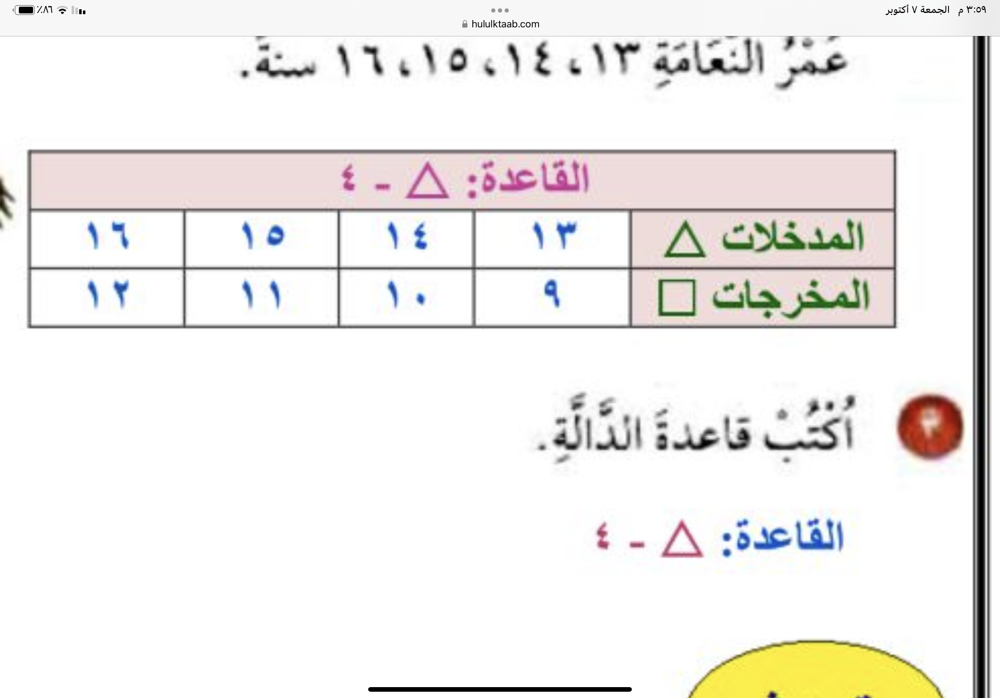 ٣:٥٩ م الجمعة ٧ أكتوبر
٪٨٦
hululktaab.com
عُمْرُ النَّعَامَةِ ١٣، ١٤، ١٥، ١٦ سنةً.
القاعدة: △ - ٤
المدخلات △ ١٣ ١٤ ١٥ ١٦
المخرجات □ ٩ ١٠ ١١ ١٢
أُكْتُبْ قاعدةَ الدَّالَّةِ.
القاعدة: △ - ٤